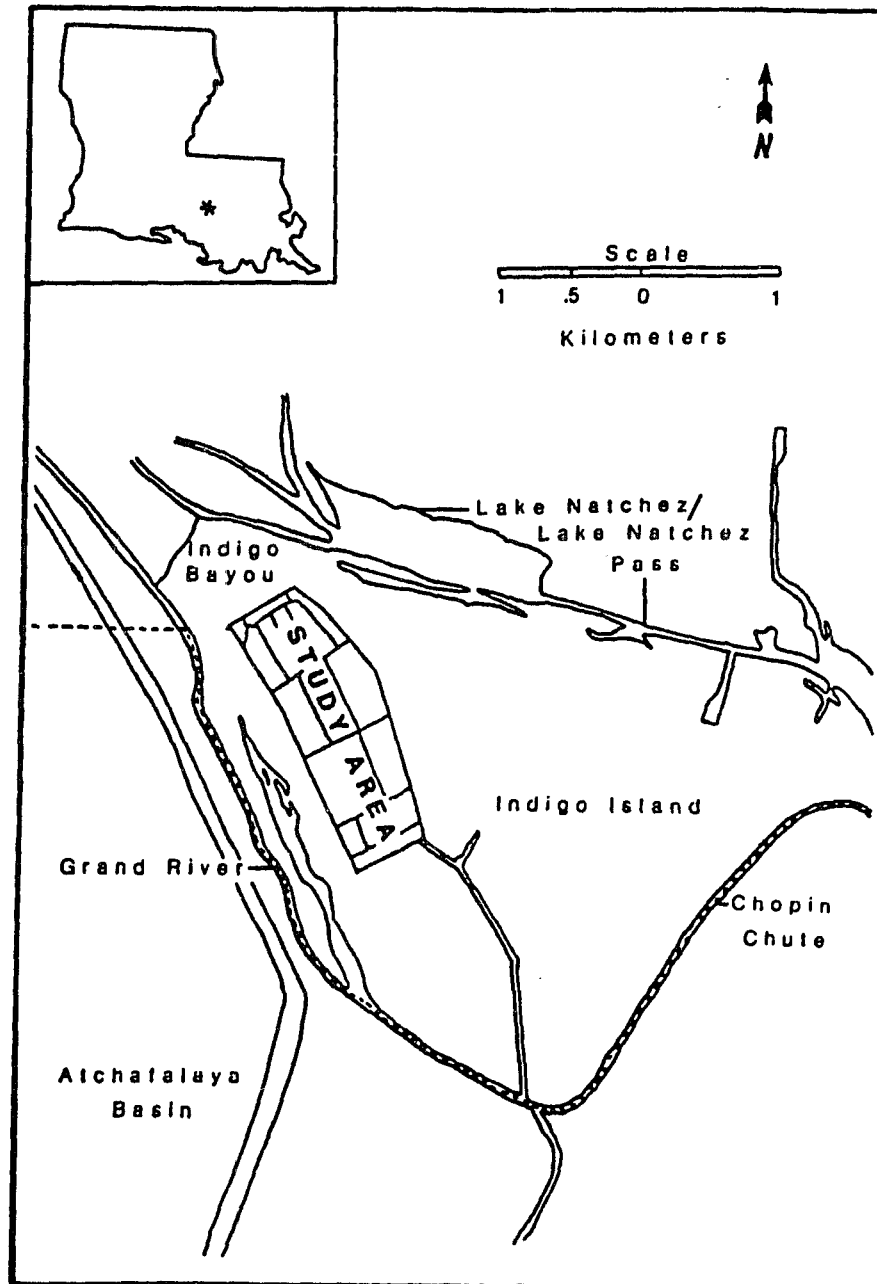 *
N
Scale
1 .5 0 1
Kilometers
Lake Natchez/
Lake Natchez
Pass
Indigo
Bayou
STUDY AREA
Indigo Island
Grand River
Chopin
Chute
Atchafalaya
Basin